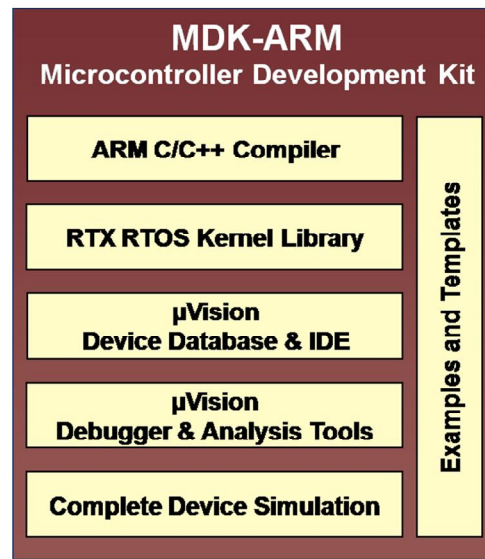 MDK-ARM
Microcontroller Development Kit
ARM C/C++ Compiler
RTX RTOS Kernel Library
µVision
Device Database & IDE
µVision
Debugger & Analysis Tools
Complete Device Simulation
Examples and Templates